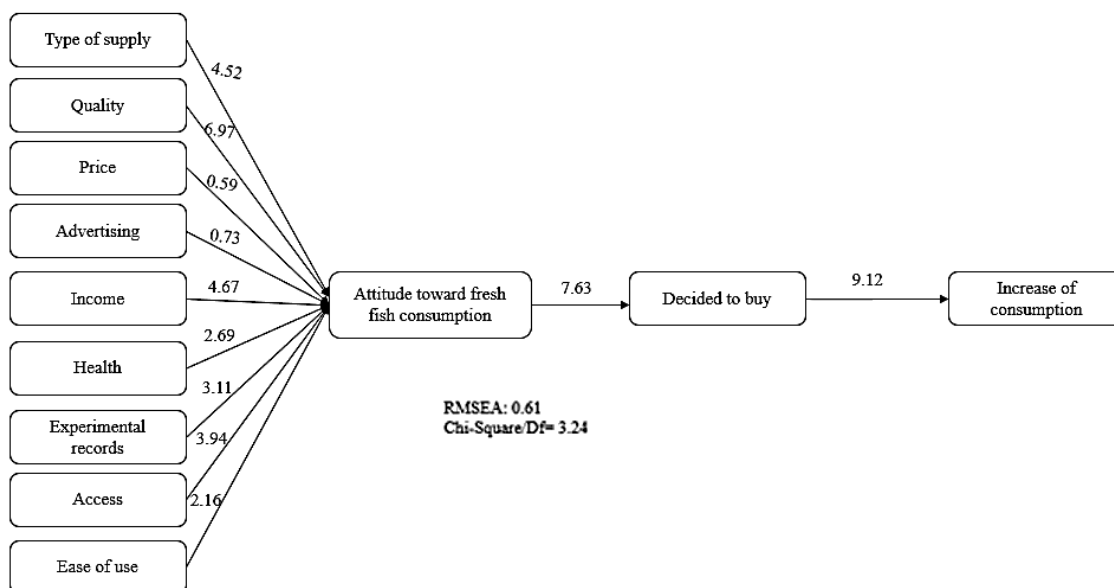 Type of supply
4.52
Quality
6.97
Price
0.59
Advertising
0.73
Income
4.67
Attitude toward fresh
fish consumption
7.63
Decided to buy
9.12
Increase of
consumption
Health
2.69
Experimental
records
3.11
Access
3.94
Ease of use
2.16
RMSEA: 0.61
Chi-Square/Df= 3.24